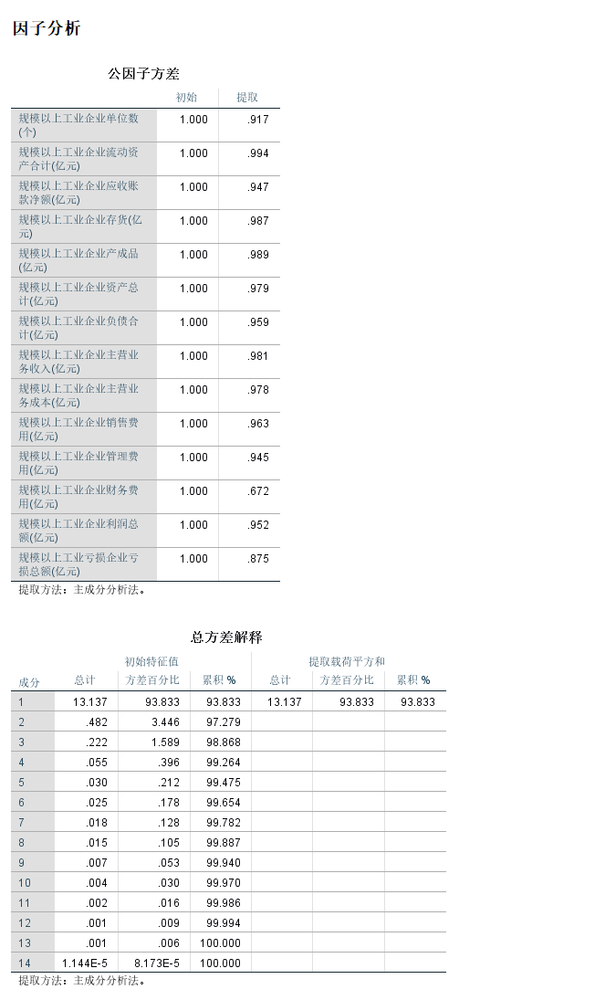 因子分析
公因子方差
初始 提取
规模以上工业企业单位数
(个) 1.000 .917
规模以上工业企业流动资
产合计(亿元) 1.000 .994
规模以上工业企业应收账
款净额(亿元) 1.000 .947
规模以上工业企业存货(亿
元) 1.000 .987
规模以上工业企业产成品
(亿元) 1.000 .989
规模以上工业企业资产总
计(亿元) 1.000 .979
规模以上工业企业负债合
计(亿元) 1.000 .959
规模以上工业企业主营业
务收入(亿元) 1.000 .981
规模以上工业企业主营业
务成本(亿元) 1.000 .978
规模以上工业企业销售费
用(亿元) 1.000 .963
规模以上工业企业管理费
用(亿元) 1.000 .945
规模以上工业企业财务费
用(亿元) 1.000 .672
规模以上工业企业利润总
额(亿元) 1.000 .952
规模以上工业亏损企业亏
损总额(亿元) 1.000 .875
提取方法：主成分分析法。
总方差解释
初始特征值 提取载荷平方和
成分 总计 方差百分比 累积 % 总计 方差百分比 累积 %
1 13.137 93.833 93.833 13.137 93.833 93.833
2 .482 3.446 97.279
3 .222 1.589 98.868
4 .055 .396 99.264
5 .030 .212 99.475
6 .025 .178 99.654
7 .018 .128 99.782
8 .015 .105 99.887
9 .007 .053 99.940
10 .004 .030 99.970
11 .002 .016 99.986
12 .001 .009 99.994
13 .001 .006 100.000
14 1.144E-5 8.173E-5 100.000
提取方法：主成分分析法。